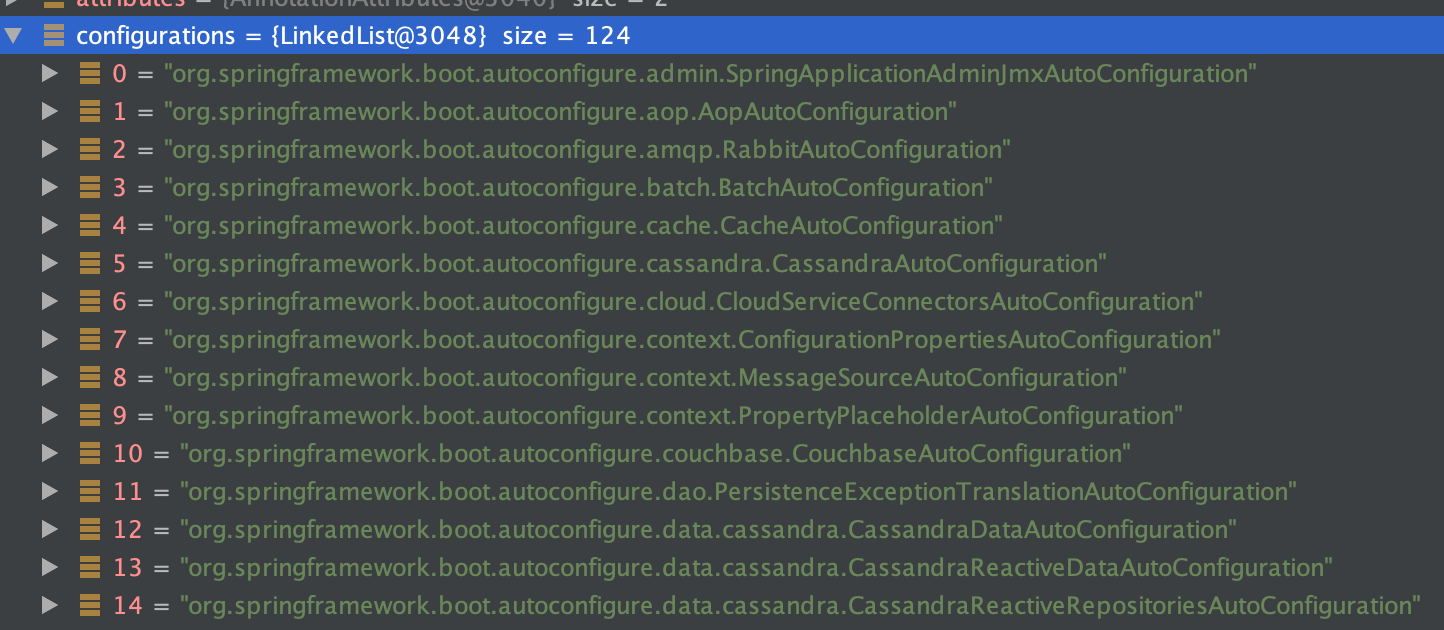 attributes = {AnnotationAttributes@3040} size = 2
configurations = {LinkedList@3048} size = 124
0 = "org.springframework.boot.autoconfigure.admin.SpringApplicationAdminJmxAutoConfiguration"
1 = "org.springframework.boot.autoconfigure.aop.AopAutoConfiguration"
2 = "org.springframework.boot.autoconfigure.amqp.RabbitAutoConfiguration"
3 = "org.springframework.boot.autoconfigure.batch.BatchAutoConfiguration"
4 = "org.springframework.boot.autoconfigure.cache.CacheAutoConfiguration"
5 = "org.springframework.boot.autoconfigure.cassandra.CassandraAutoConfiguration"
6 = "org.springframework.boot.autoconfigure.cloud.CloudServiceConnectorsAutoConfiguration"
7 = "org.springframework.boot.autoconfigure.context.ConfigurationPropertiesAutoConfiguration"
8 = "org.springframework.boot.autoconfigure.context.MessageSourceAutoConfiguration"
9 = "org.springframework.boot.autoconfigure.context.PropertyPlaceholderAutoConfiguration"
10 = "org.springframework.boot.autoconfigure.couchbase.CouchbaseAutoConfiguration"
11 = "org.springframework.boot.autoconfigure.dao.PersistenceExceptionTranslationAutoConfiguration"
12 = "org.springframework.boot.autoconfigure.data.cassandra.CassandraDataAutoConfiguration"
13 = "org.springframework.boot.autoconfigure.data.cassandra.CassandraReactiveDataAutoConfiguration"
14 = "org.springframework.boot.autoconfigure.data.cassandra.CassandraReactiveRepositoriesAutoConfiguration"